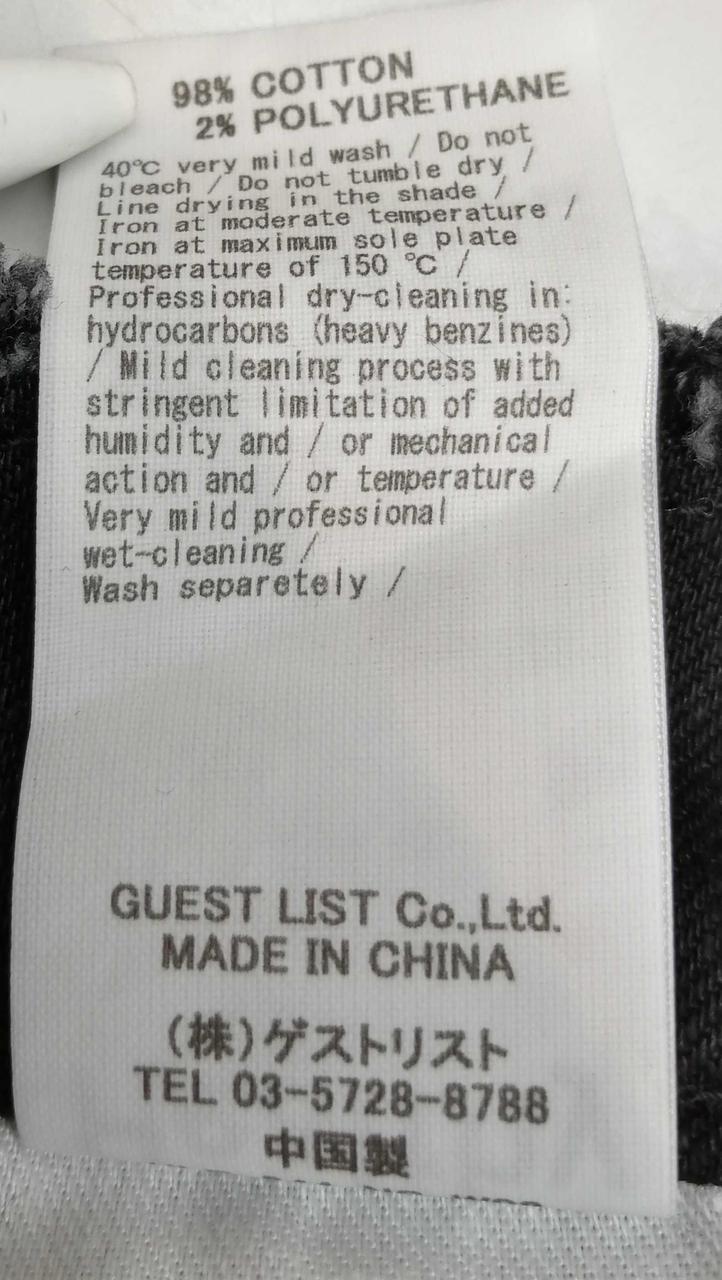 98% COTTON
2% POLYURETHANE
40℃ very mild wash / Do not
bleach / Do not tumble dry /
Line drying in the shade /
Iron at moderate temperature /
Iron at maximum sole plate
temperature of 150 ℃ /
Professional dry-cleaning in:
hydrocarbons (heavy benzines)
/ Mild cleaning process with
stringent limitation of added
humidity and / or mechanical
action and / or temperature /
Very mild professional
wet-cleaning /
Wash separetely /
GUEST LIST Co.,Ltd.
MADE IN CHINA
(株)ゲストリスト
TEL 03-5728-8788
中国製